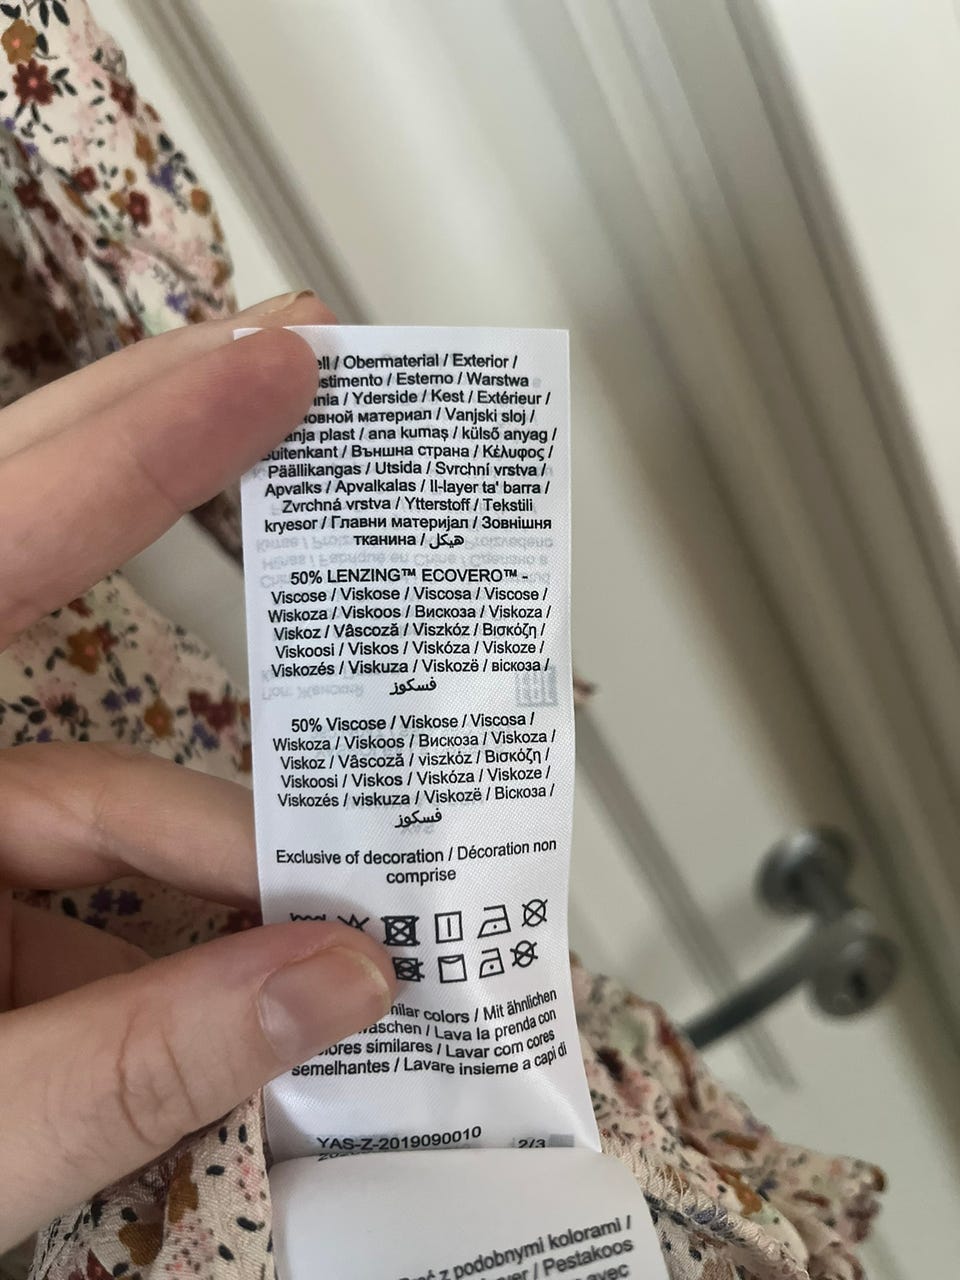 / Obermaterial / Exterior /
/ Esterno / Warstwa
/ Yderside / Kest / Extérieur /
материал / Vanjski sloj /
plast / ana kumaş / külső anyag /
Buitenkant / Външна страна / Κέλυφος /
Päällikangas / Utsida / Svrchní vrstva /
Apvalks / Apvalkalas / Il-layer ta' barra /
Zvrchná vrstva / Ytterstoff / Tekstili
kryesor / Главни материјал / Зовнішня
тканина / هيكل
50% LENZING™ ECOVERO™ -
Viscose / Viskose / Viscosa / Viscose /
Wiskoza / Viskoos / Вискоза / Viskoza /
Viskoz / Vâscoză / Viszkóz / Βισκόζη /
Viskoosi / Viskos / Viskóza / Viskoze /
Viskozés / Viskuza / Viskozë / віскоза /
فسكوز
50% Viscose / Viskose / Viscosa /
Wiskoza / Viskoos / Вискоза / Viskoza /
Viskoz / Vâscoză / viszkóz / Βισκόζη /
Viskoosi / Viskos / Viskóza / Viskoze /
Viskozés / viskuza / Viskozë / Віскоза /
فسكوز
Exclusive of decoration / Décoration non
comprise
colors / Mit ähnlichen
/ Lava la prenda con
similares / Lavar com cores
semelhantes / Lavare insieme a capi di
YAS-Z-2019090010
2/3
z podobnymi kolorami /
/ Pestakoos
avec